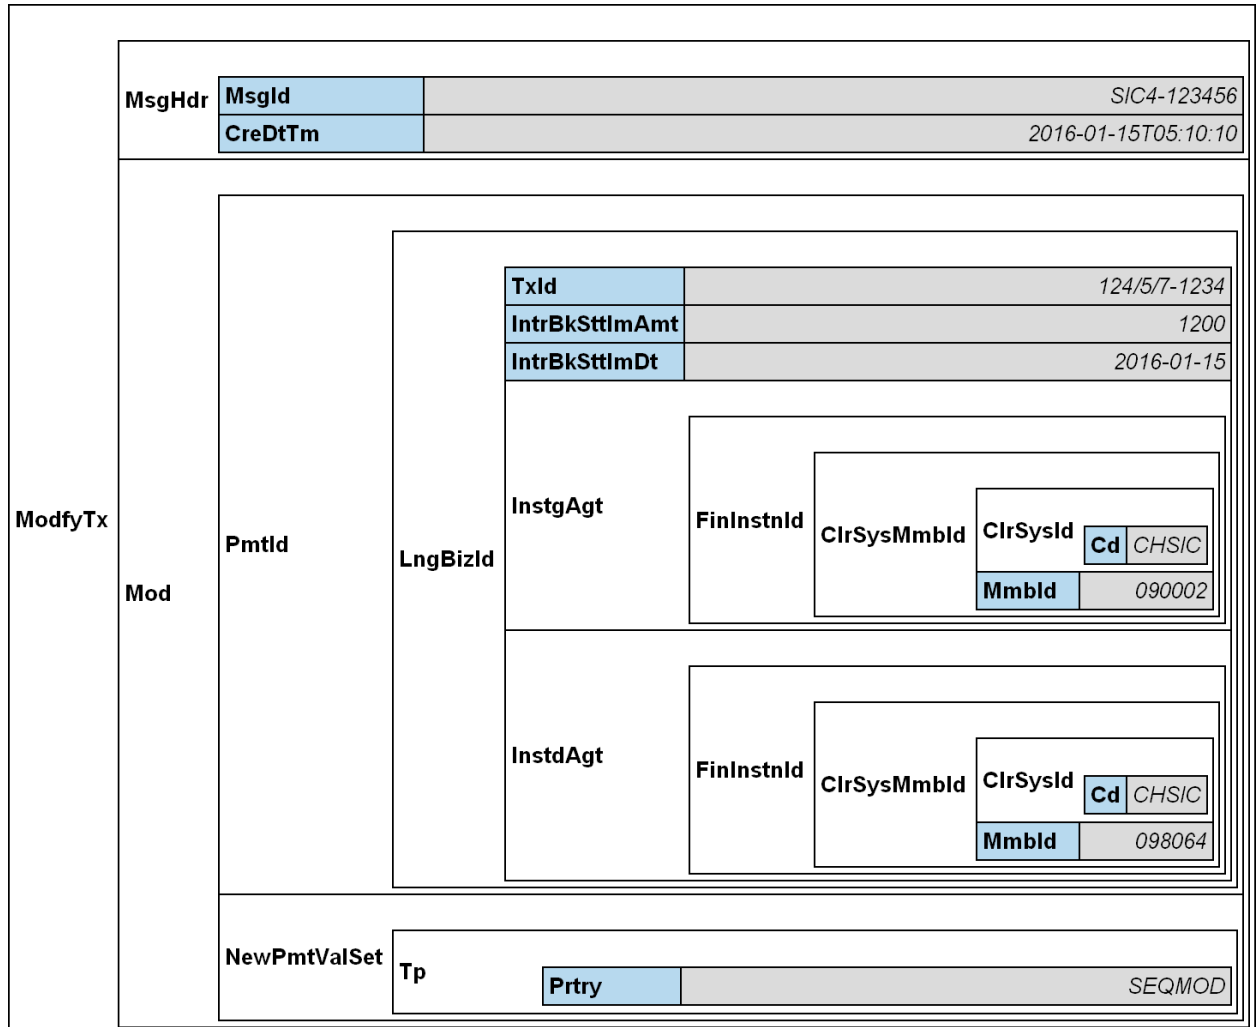 MsgHdr
MsgId SIC4-123456
CreDtTm 2016-01-15T05:10:10
ModfyTx
Mod
PmtId
LngBizId
TxId 124/5/7-1234
IntrBkSttlmAmt 1200
IntrBkSttlmDt 2016-01-15
InstgAgt
FinInstnId
ClrSysMmbId
ClrSysId
Cd CHSIC
MmbId 090002
InstdAgt
FinInstnId
ClrSysMmbId
ClrSysId
Cd CHSIC
MmbId 098064
NewPmtValSet
Tp
Prtry SEQMOD